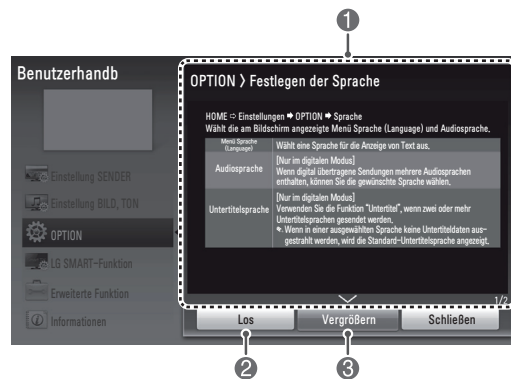 1
Benutzerhandb
Einstellung SENDER
Einstellung BILD, TON
OPTION
LG SMART-Funktion
Erweiterte Funktion
Informationen
OPTION > Festlegen der Sprache
HOME ⇨ Einstellungen ➡ OPTION ➡ Sprache
Wählt die am Bildschirm angezeigte Menü Sprache (Language) und Audiosprache.
Menü Sprache
(Language)
Wählt eine Sprache für die Anzeige von Text aus.
Audiosprache
[Nur im digitalen Modus]
Wenn digital übertragene Sendungen mehrere Audiosprachen
enthalten, können Sie die gewünschte Sprache wählen.
Untertitelsprache
[Nur im digitalen Modus]
Verwenden Sie die Funktion "Untertitel", wenn zwei oder mehr
Untertitelsprachen gesendet werden.
Wenn in einer ausgewählten Sprache keine Untertiteldaten aus-
gestrahlt werden, wird die Standard-Untertitelsprache angezeigt.
1/2
Los
Vergrößern
Schließen
2
3